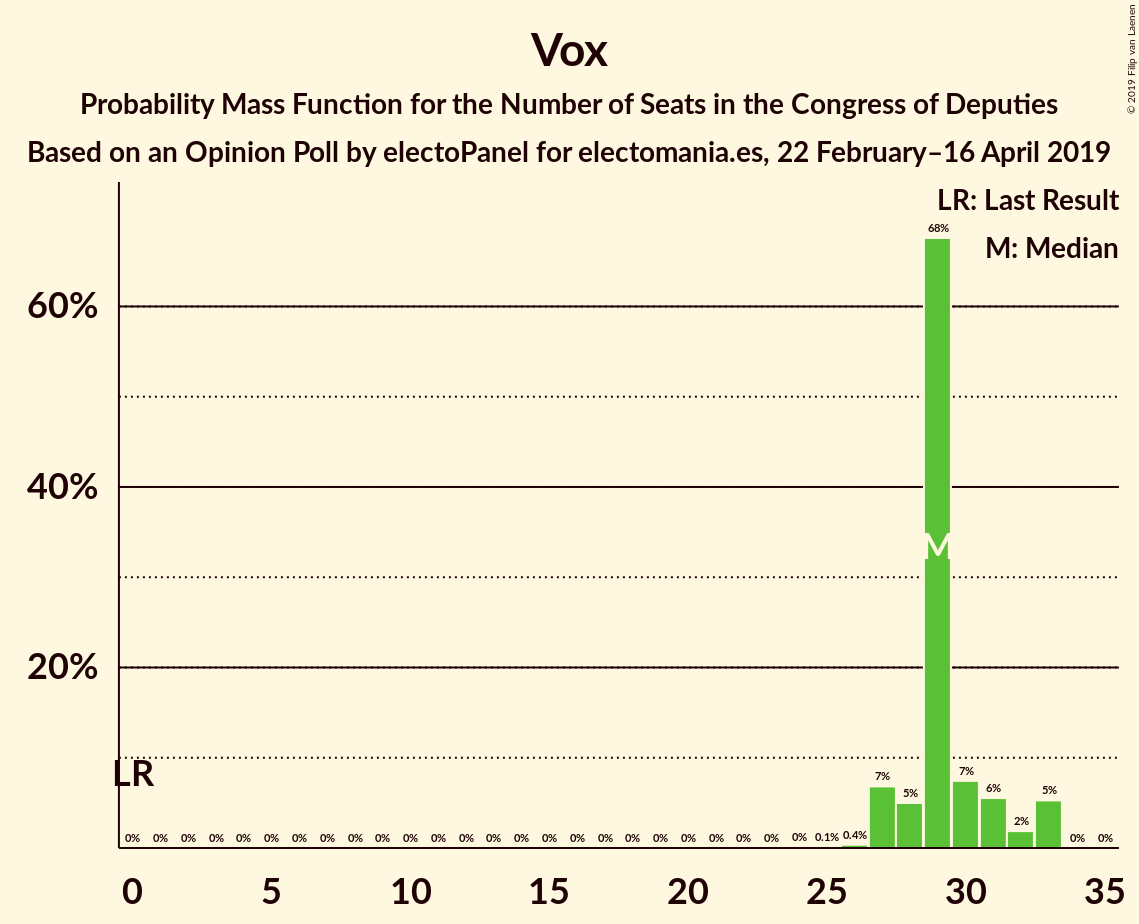 Vox
Probability Mass Function for the Number of Seats in the Congress of Deputies
Based on an Opinion Poll by electoPanel for electomania.es, 22 February–16 April 2019
© 2019 Filip van Laenen
LR: Last Result
M: Median
68%
60%
40%
M
20%
LR
0% 0% 0% 0% 0% 0% 0% 0% 0% 0% 0% 0% 0% 0% 0% 0% 0% 0% 0% 0% 0% 0% 0% 0% 0% 0.1% 0.4% 7% 5% 7% 6% 2% 5% 0% 0%
0 5 10 15 20 25 30 35